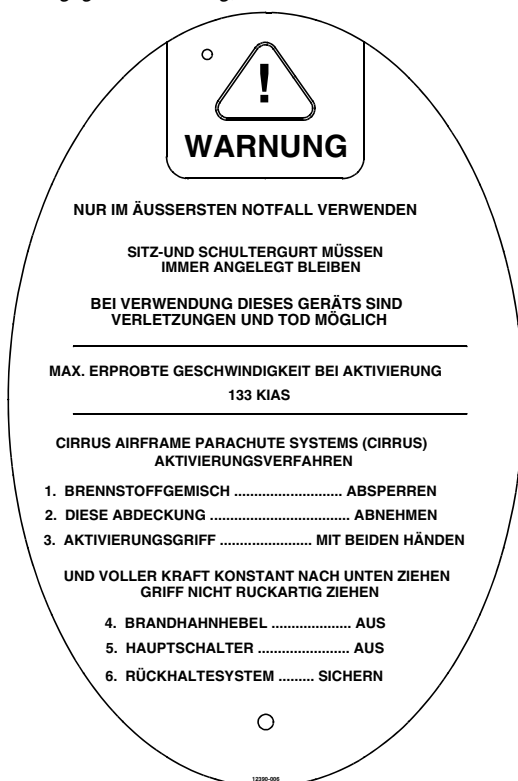 !
WARNUNG
NUR IM ÄUSSERSTEN NOTFALL VERWENDEN
SITZ-UND SCHULTERGURT MÜSSEN
IMMER ANGELEGT BLEIBEN
BEI VERWENDUNG DIESES GERÄTS SIND
VERLETZUNGEN UND TOD MÖGLICH
MAX. ERPROBTE GESCHWINDIGKEIT BEI AKTIVIERUNG
133 KIAS
CIRRUS AIRFRAME PARACHUTE SYSTEMS (CIRRUS)
AKTIVIERUNGSVERFAHREN
1. BRENNSTOFFGEMISCH ........................... ABSPERREN
2. DIESE ABDECKUNG ................................... ABNEHMEN
3. AKTIVIERUNGSGRIFF ....................... MIT BEIDEN HÄNDEN
UND VOLLER KRAFT KONSTANT NACH UNTEN ZIEHEN
GRIFF NICHT RUCKARTIG ZIEHEN
4. BRANDHAHNHEBEL .................... AUS
5. HAUPTSCHALTER ....................... AUS
6. RÜCKHALTESYSTEM ......... SICHERN
12390-006